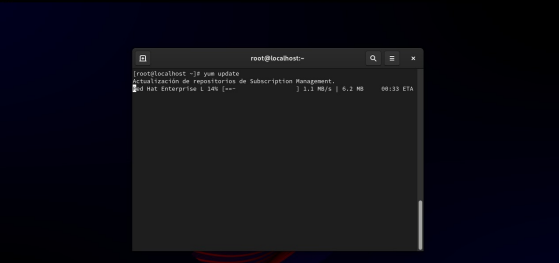 root@localhost:~
[root@localhost ~]# yum update
Actualización de repositorios de Subscription Management.
Red Hat Enterprise L 14% [==- ] 1.1 MB/s | 6.2 MB 00:33 ETA